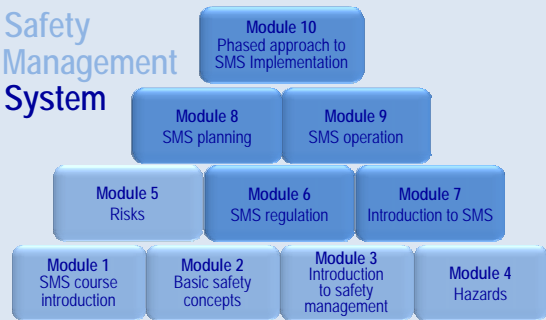 Safety
Management
System
Module 10
Phased approach to
SMS Implementation
Module 8
SMS planning
Module 9
SMS operation
Module 5
Risks
Module 6
SMS regulation
Module 7
Introduction to SMS
Module 1
SMS course
introduction
Module 2
Basic safety
concepts
Module 3
Introduction
to safety
management
Module 4
Hazards